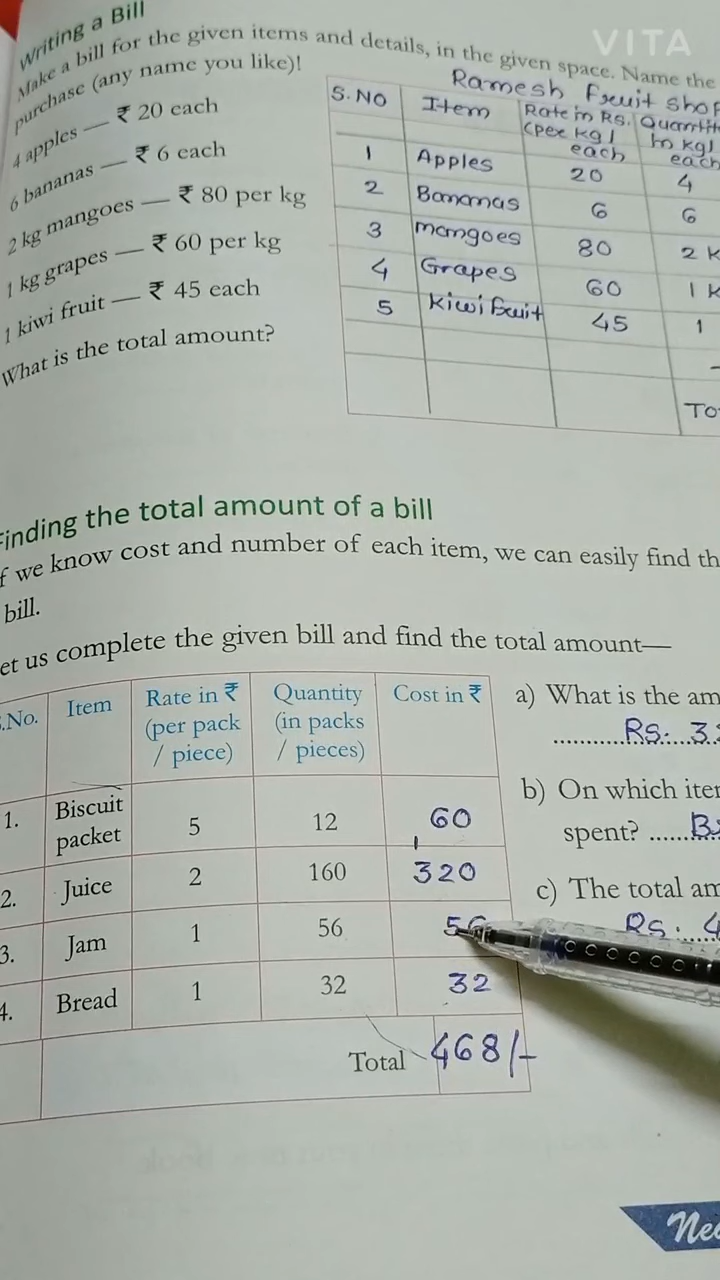 VITA
Writing a Bill
Make a bill for the given items and details, in the given space. Name the
purchase (any name you like)!
4 apples — ₹ 20 each
6 bananas — ₹ 6 each
2 kg mangoes — ₹ 80 per kg
1 kg grapes — ₹ 60 per kg
1 kiwi fruit — ₹ 45 each
What is the total amount?
Ramesh Fruit Shop
S.NO Item Rate in Rs. (per kg) each Quantit In kg) each
1 Apples 20 4
2 Bananas 6 6
3 mangoes 80 2 K
4 Grapes 60 1 K
5 kiwi fruit 45 1
To
Finding the total amount of a bill
f we know cost and number of each item, we can easily find th
bill.
et us complete the given bill and find the total amount—
.No. Item Rate in ₹ (per pack / piece) Quantity (in packs / pieces) Cost in ₹
1. Biscuit packet 5 12 60
2. Juice 2 160 320
3. Jam 1 56 56
4. Bread 1 32 32
Total 468/-
a) What is the am
Rs. 3
b) On which iter
spent? B
c) The total am
Rs. 4
Ne